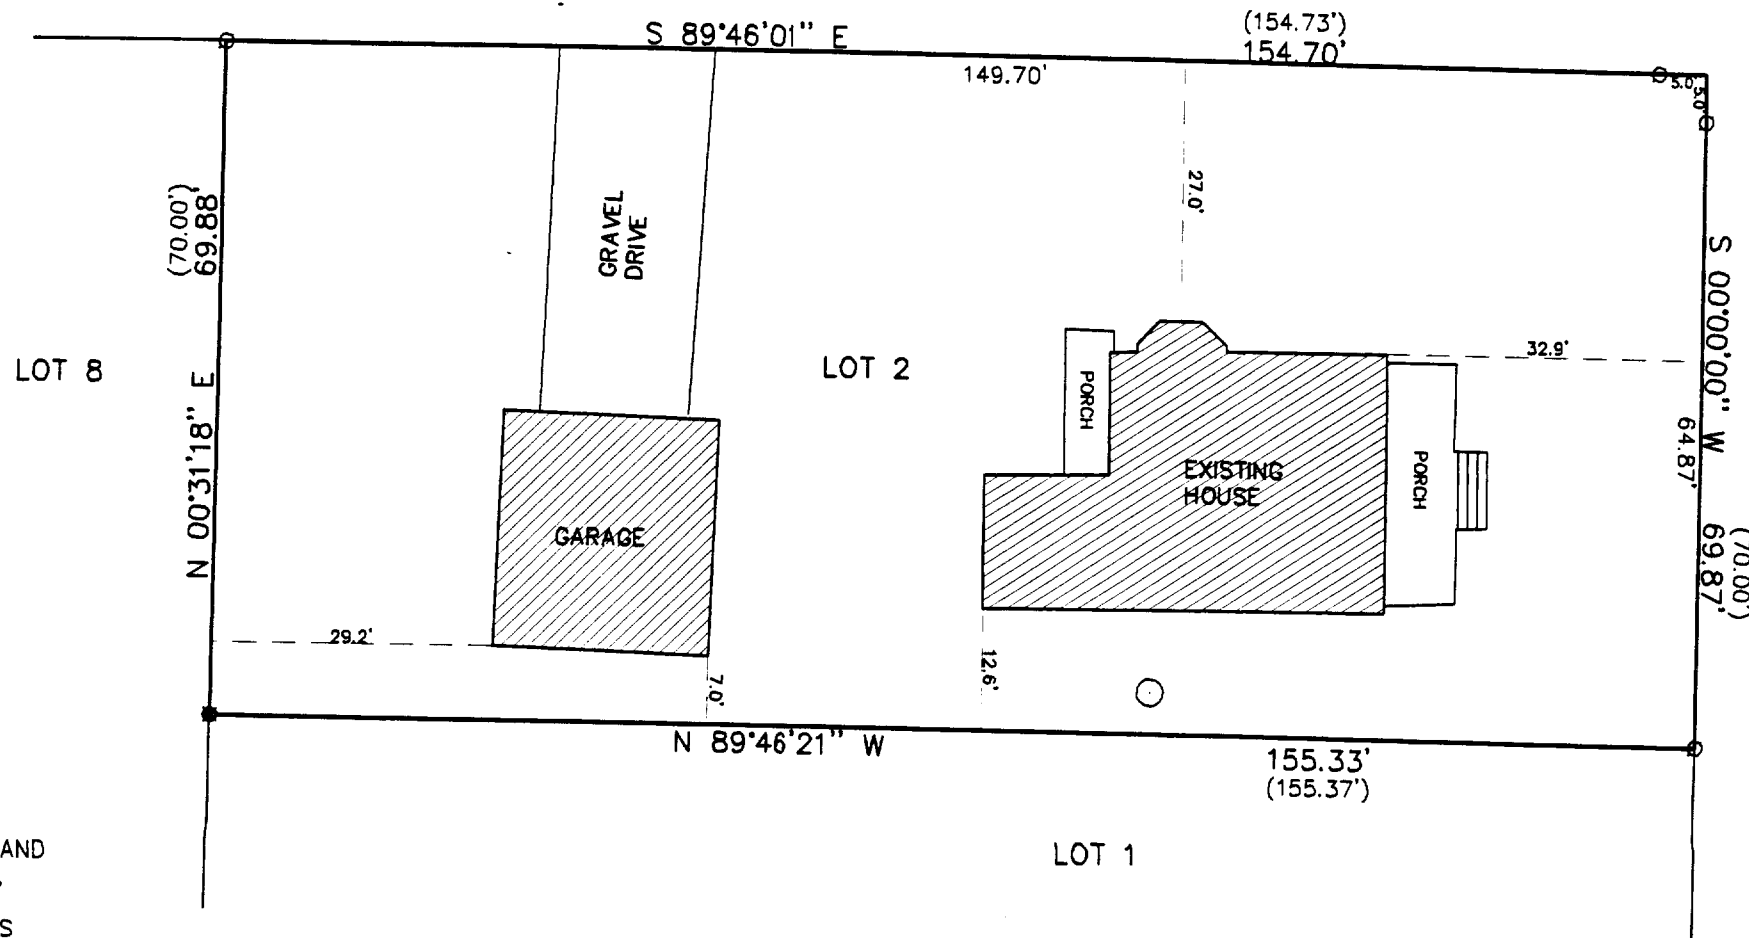 (154.73')
S 89°46'01" E
154.70'
149.70'
5.0'
5.0'
(70.00')
69.88'
GRAVEL
DRIVE
27.0'
S 00°00'00" W
LOT 8
LOT 2
N 00°31'18" E
32.9'
PORCH
64.87'
EXISTING
HOUSE
PORCH
GARAGE
69.87'
(70.00')
29.2'
7.0'
12.6'
N 89°46'21" W
155.33'
(155.37')
LOT 1
AND
S